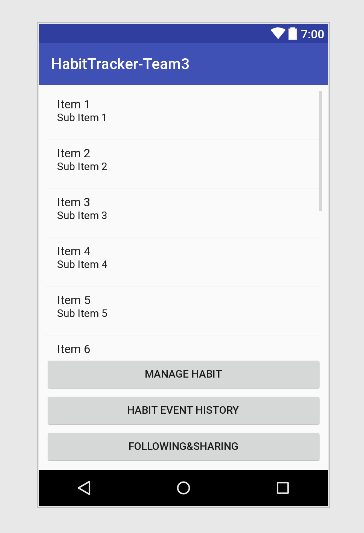 7:00
HabitTracker-Team3
Item 1
Sub Item 1
Item 2
Sub Item 2
Item 3
Sub Item 3
Item 4
Sub Item 4
Item 5
Sub Item 5
Item 6
MANAGE HABIT
HABIT EVENT HISTORY
FOLLOWING&SHARING